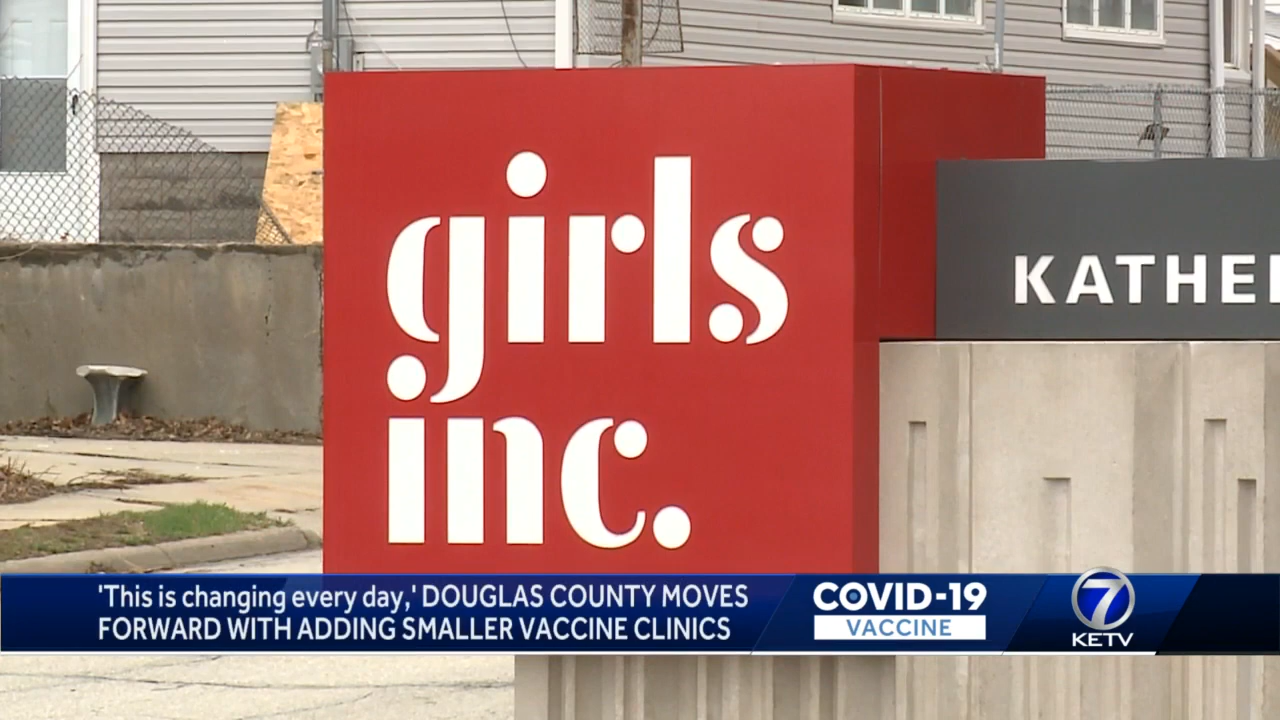 girls
inc.
KATHE
'This is changing every day,' DOUGLAS COUNTY MOVES
FORWARD WITH ADDING SMALLER VACCINE CLINICS
COVID-19
VACCINE
7
KETV